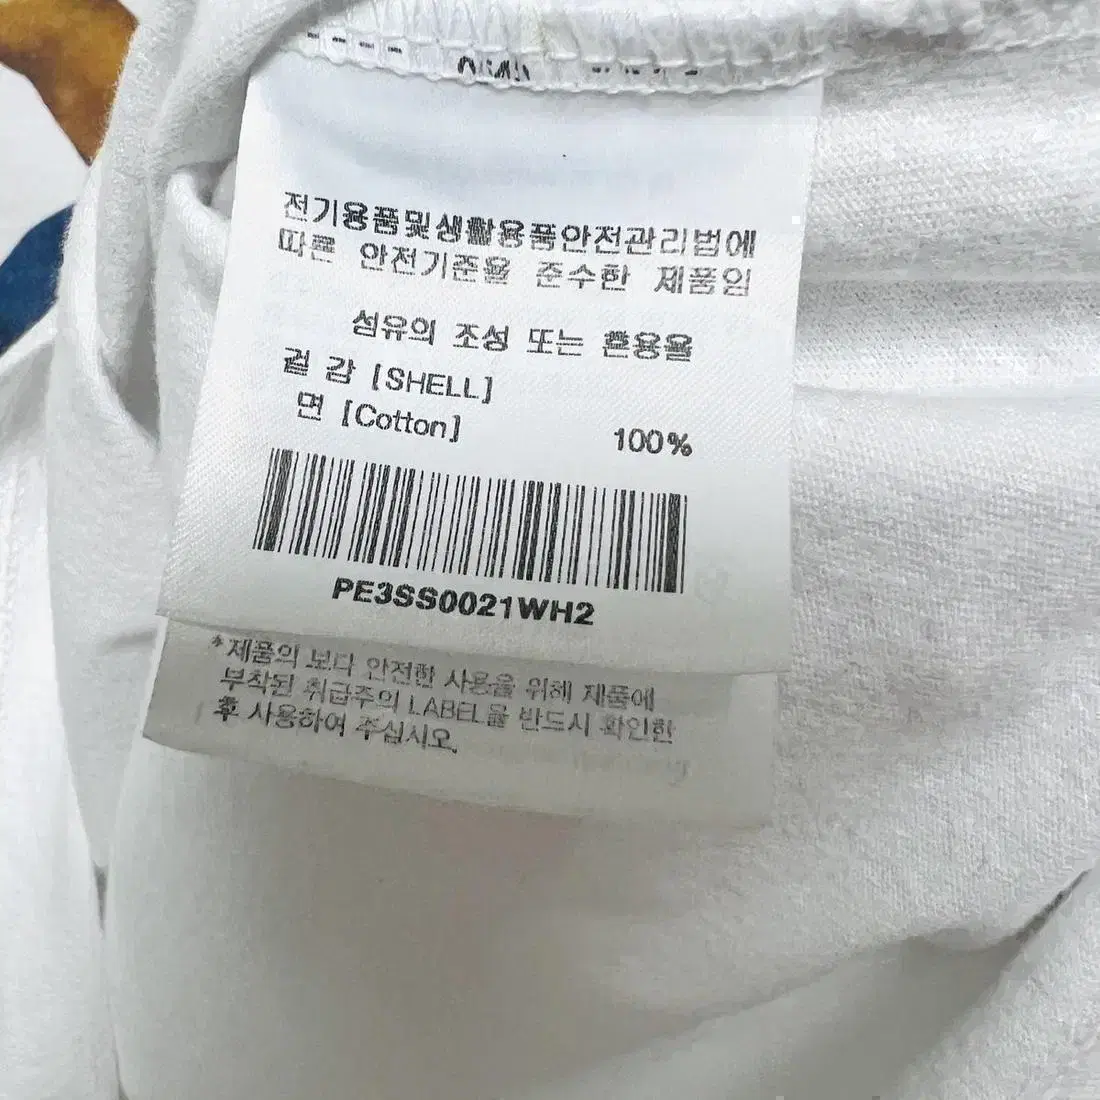 전기용품및생활용품안전관리법에
따른 안전기준을 준수한 제품임
섬유의 조성 또는 혼용율
겉 감 [SHELL]
면 [Cotton] 100%
PE3SS0021WH2
*제품의 보다 안전한 사용을 위해 제품에
부착된 취급주의 LABEL을 반드시 확인한
후 사용하여 주십시오.